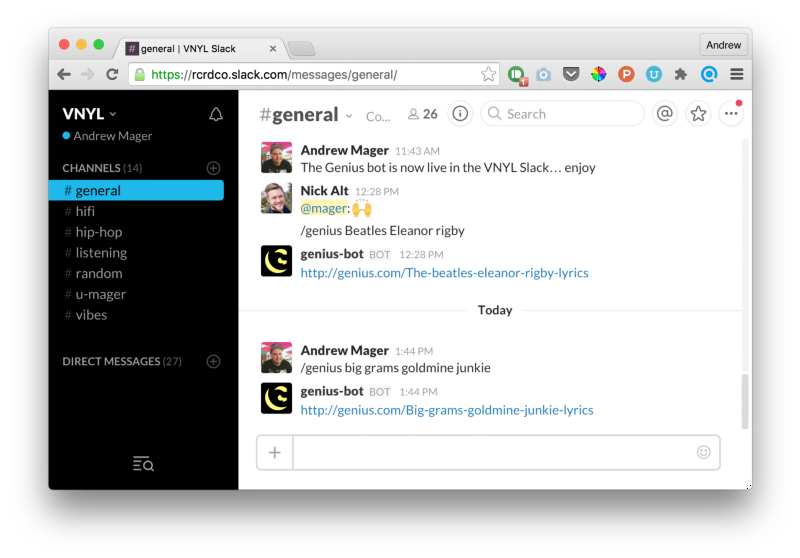 # general | VNYL Slack
Andrew
https://rcrdco.slack.com/messages/general/
1
VNYL
Andrew Mager
CHANNELS (14)
# general
# hifi
# hip-hop
# listening
# random
# u-mager
# vibes
DIRECT MESSAGES (27)
#general Co... 26 Search
Andrew Mager 11:43 AM
The Genius bot is now live in the VNYL Slack… enjoy
Nick Alt 12:28 PM
@mager: 🙌
/genius Beatles Eleanor rigby
genius-bot BOT 12:28 PM
http://genius.com/The-beatles-eleanor-rigby-lyrics
Today
Andrew Mager 1:44 PM
/genius big grams goldmine junkie
genius-bot BOT 1:44 PM
http://genius.com/Big-grams-goldmine-junkie-lyrics